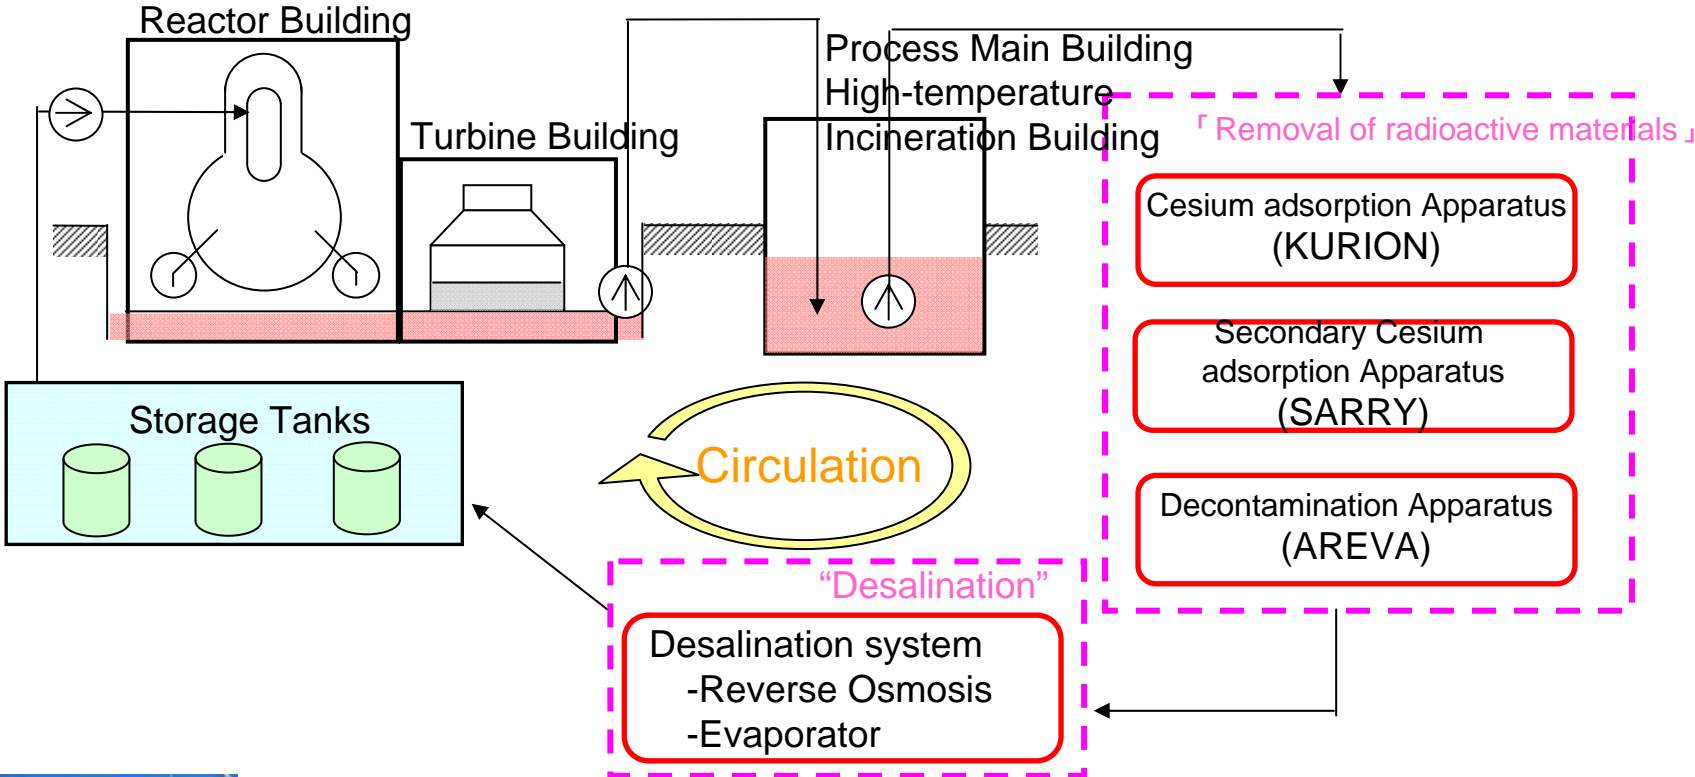 Reactor Building
Process Main Building
High-temperature
Incineration Building
Turbine Building
「Removal of radioactive materials」
Cesium adsorption Apparatus
(KURION)
Secondary Cesium
adsorption Apparatus
(SARRY)
Decontamination Apparatus
(AREVA)
Storage Tanks
Circulation
“Desalination”
Desalination system
-Reverse Osmosis
-Evaporator